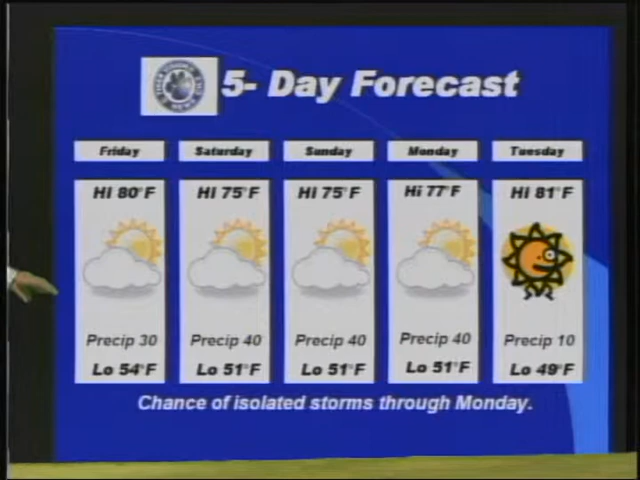 5- Day Forecast
Friday
Saturday
Sunday
Monday
Tuesday
HI 80°F
HI 75°F
HI 75°F
Hi 77°F
HI 81°F
Precip 30
Precip 40
Precip 40
Precip 40
Precip 10
Lo 54°F
Lo 51°F
Lo 51°F
Lo 51°F
Lo 49°F
Chance of isolated storms through Monday.